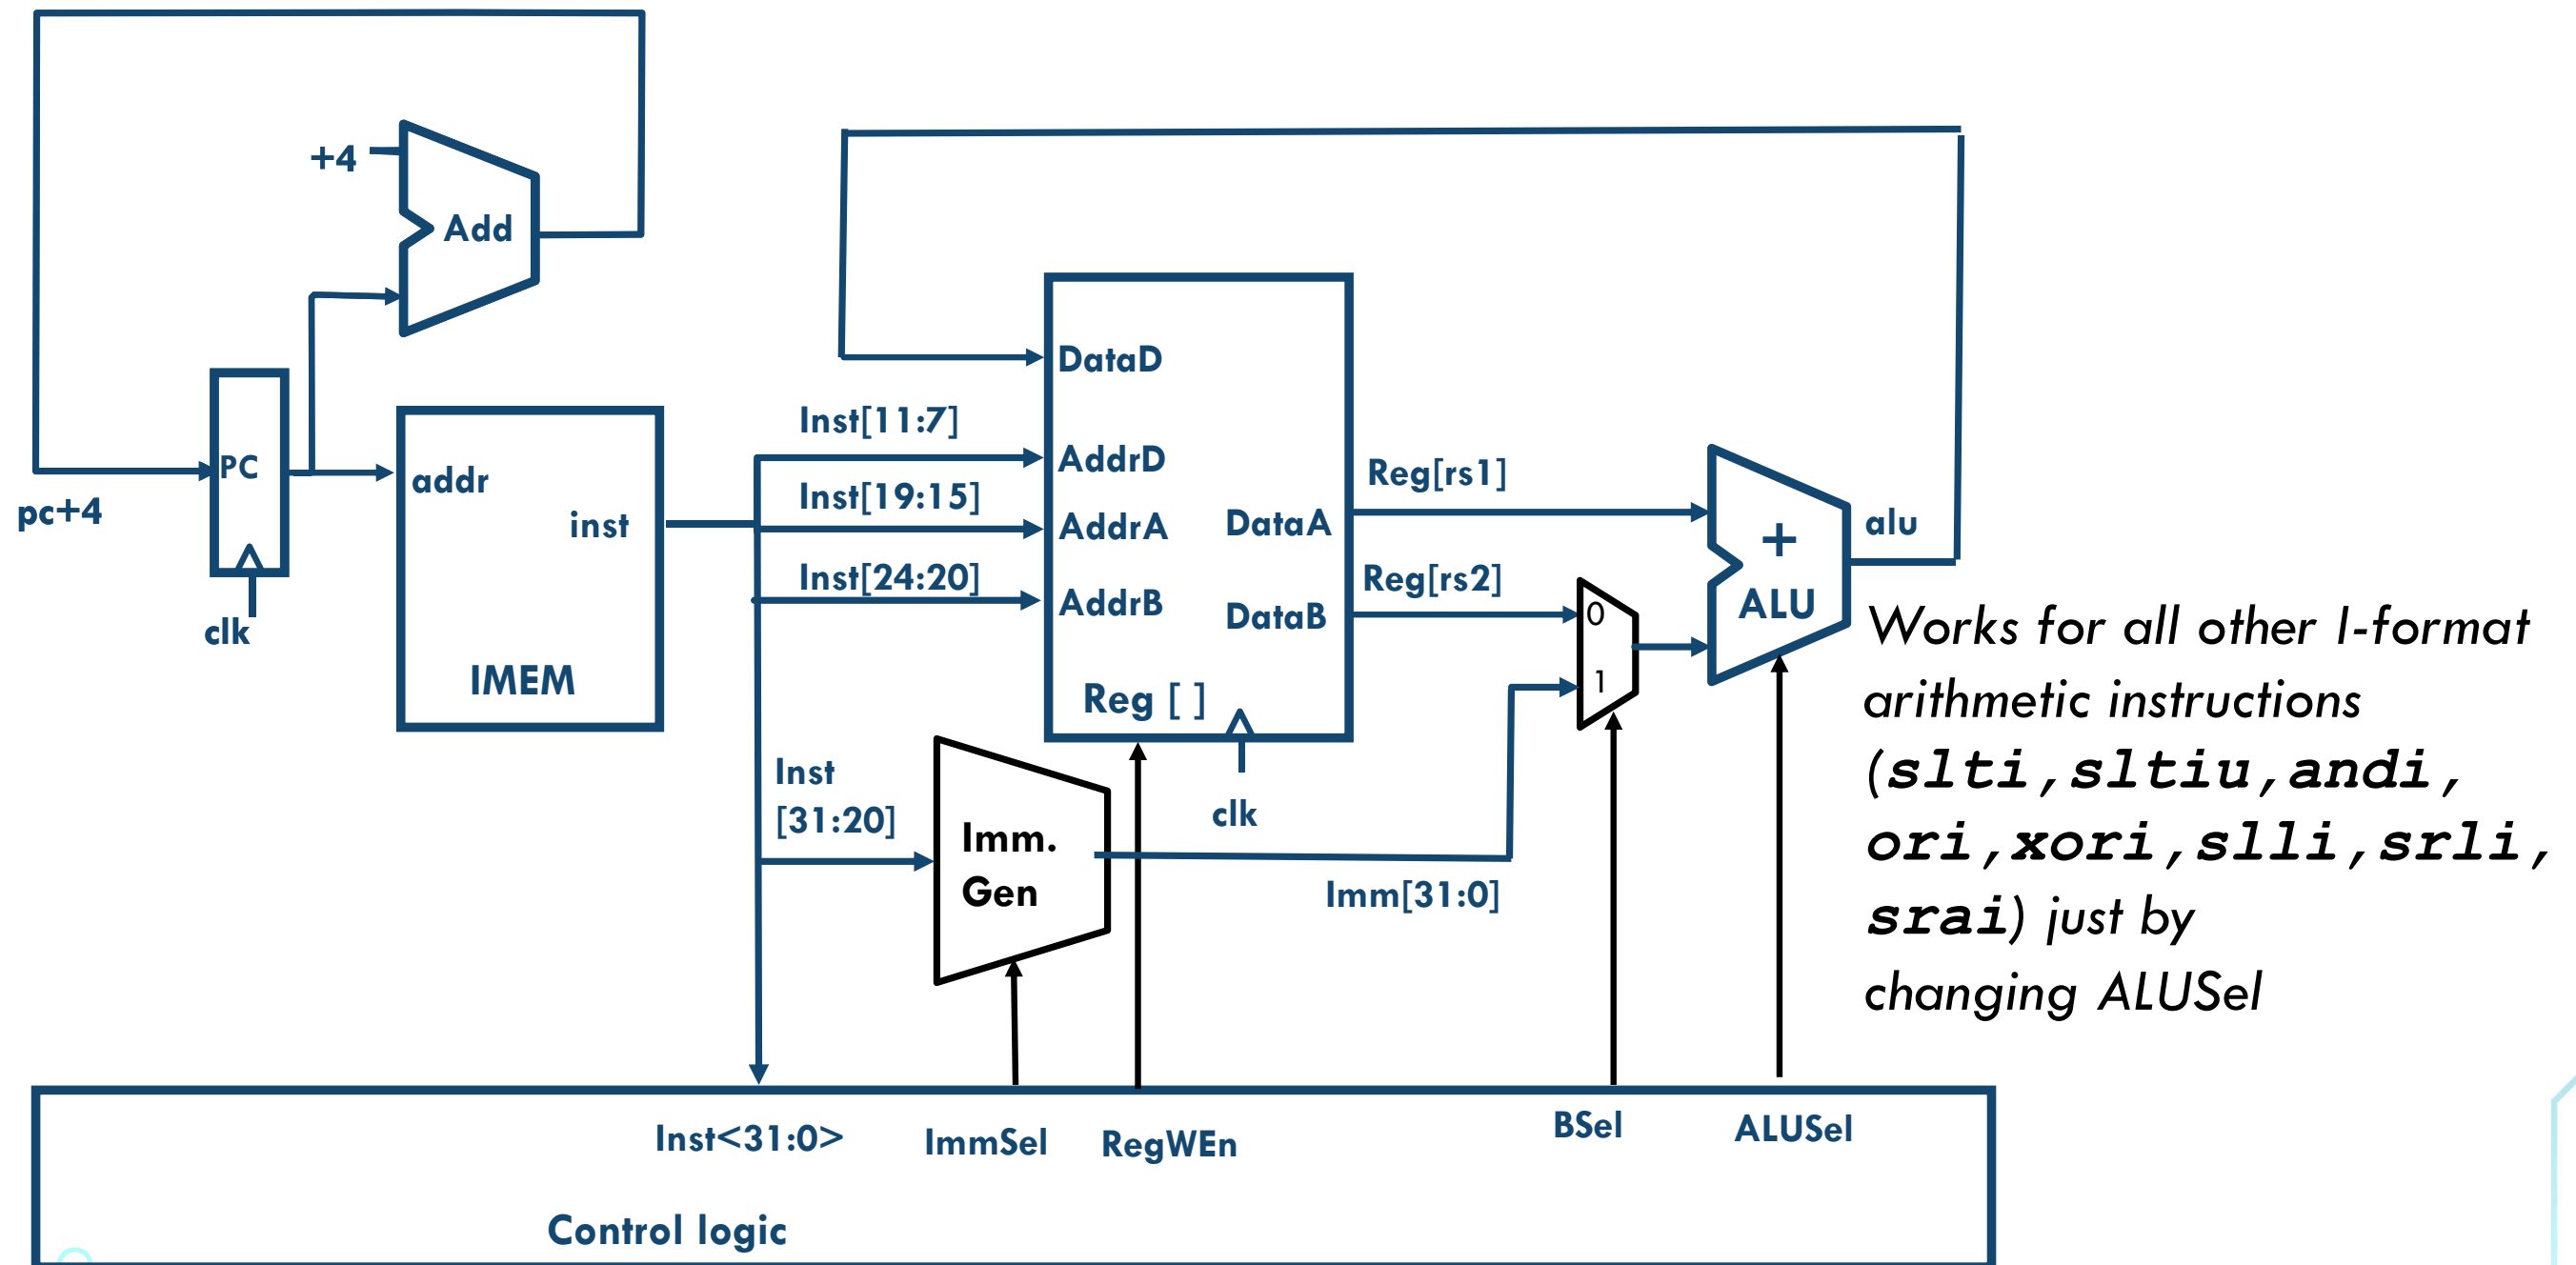 +4
Add
pc+4
PC
clk
addr
inst
IMEM
Inst[11:7]
Inst[19:15]
Inst[24:20]
DataD
AddrD
AddrA
AddrB
DataA
DataB
Reg [ ]
clk
Reg[rs1]
Reg[rs2]
0
1
+
ALU
alu
Inst
[31:20]
Imm.
Gen
Imm[31:0]
Works for all other I-format
arithmetic instructions
(slti,sltiu,andi,
ori,xori,slli,srli,
srai) just by
changing ALUSel
Inst<31:0>
ImmSel
RegWEn
BSel
ALUSel
Control logic